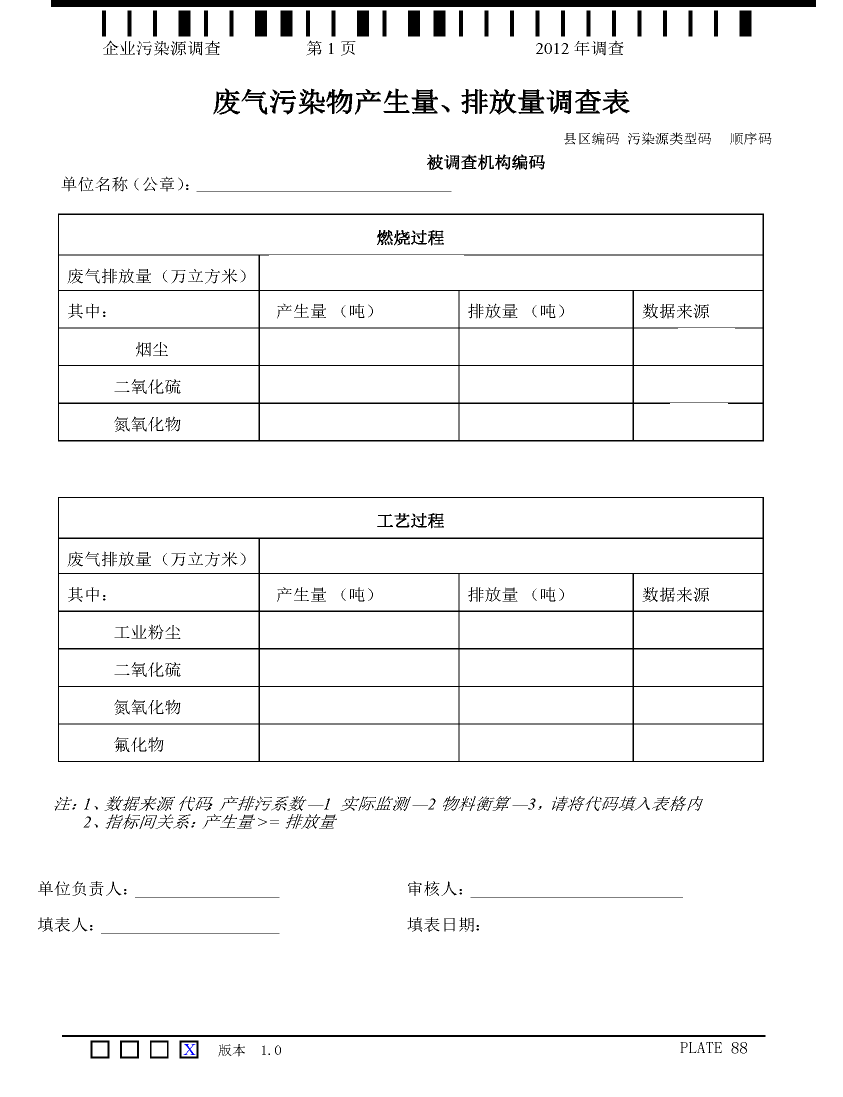 企业污染源调查 第 1 页 2012 年调查
废气污染物产生量、排放量调查表
县区编码 污染源类型码 顺序码
被调查机构编码
单位名称（公章）：
燃烧过程
废气排放量（万立方米）
其中： 产生量（吨） 排放量（吨） 数据来源
烟尘
二氧化硫
氮氧化物
工艺过程
废气排放量（万立方米）
其中： 产生量（吨） 排放量（吨） 数据来源
工业粉尘
二氧化硫
氮氧化物
氟化物
注：1、数据来源 代码：产排污系数—1 实际监测—2 物料衡算—3，请将代码填入表格内
2、指标间关系：产生量>= 排放量
单位负责人： 审核人：
填表人： 填表日期：
X 版本 1.0 PLATE 88